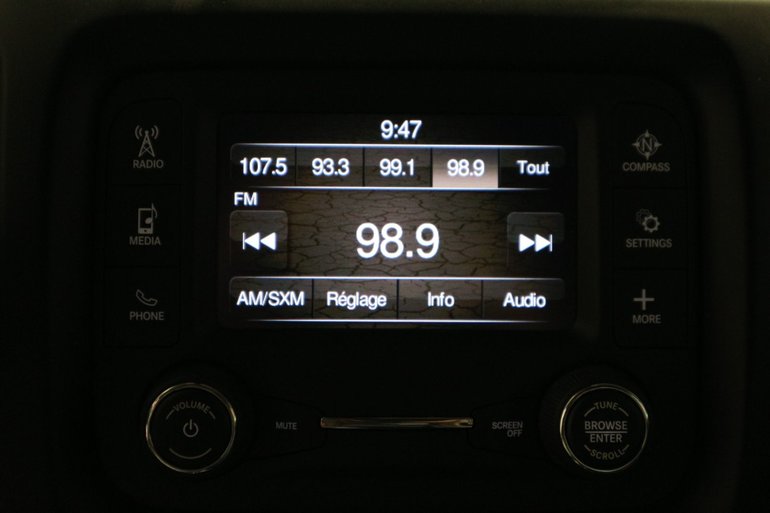 9:47
107.5 93.3 99.1 98.9 Tout
FM
98.9
AM/SXM Réglage Info Audio
RADIO
MEDIA
PHONE
N
COMPASS
SETTINGS
MORE
VOLUME
MUTE
SCREEN
OFF
TUNE
BROWSE
ENTER
SCROLL